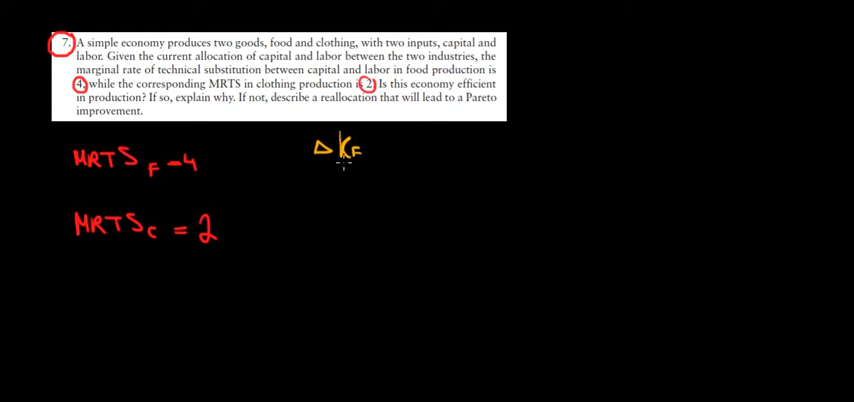 7. A simple economy produces two goods, food and clothing, with two inputs, capital and
labor. Given the current allocation of capital and labor between the two industries, the
marginal rate of technical substitution between capital and labor in food production is
4, while the corresponding MRTS in clothing production is 2. Is this economy efficient
in production? If so, explain why. If not, describe a reallocation that will lead to a Pareto
improvement.
MRTS F = 4
Δ K F
MRTS C = 2